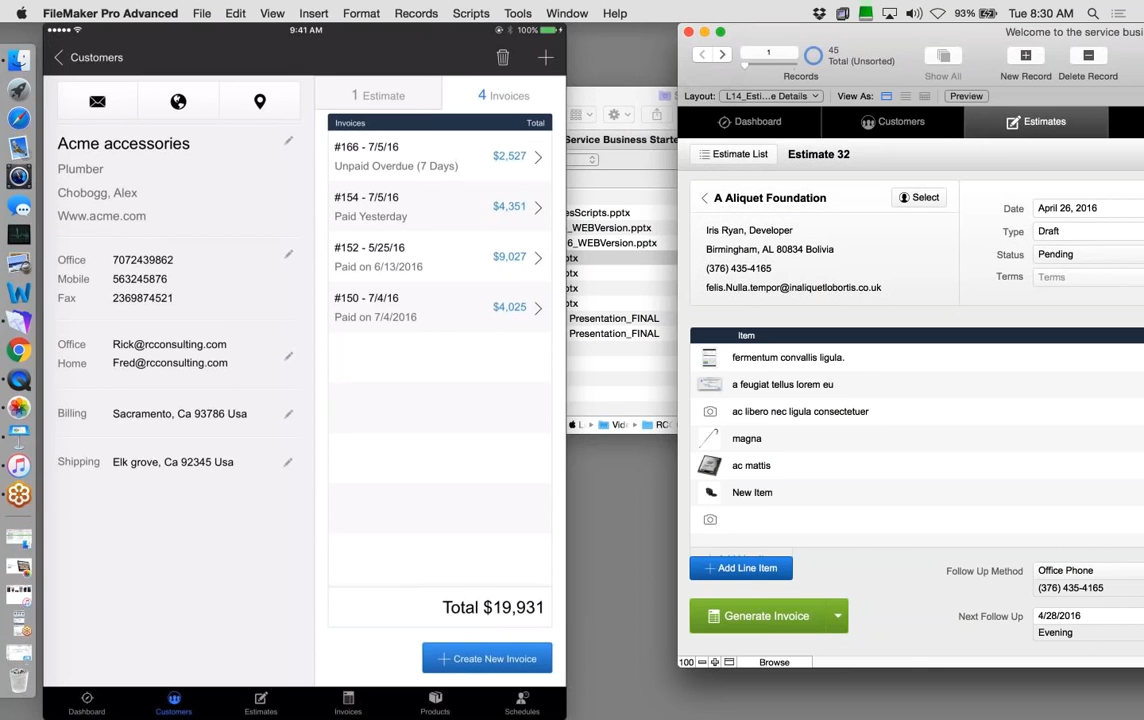 FileMaker Pro Advanced File Edit View Insert Format Records Scripts Tools Window Help
93% Tue 8:30 AM
9:41 AM
100%
Customers
1 Estimate
4 Invoices
Acme accessories
Plumber
Chobogg, Alex
Www.acme.com
Office 7072439862
Mobile 563245876
Fax 2369874521
Office Rick@rcconsulting.com
Home Fred@rcconsulting.com
Billing Sacramento, Ca 93786 Usa
Shipping Elk grove, Ca 92345 Usa
Invoices Total
#166 - 7/5/16
Unpaid Overdue (7 Days)
$2,527
#154 - 7/5/16
Paid Yesterday
$4,351
#152 - 5/25/16
Paid on 6/13/2016
$9,027
#150 - 7/4/16
Paid on 7/4/2016
$4,025
Total $19,931
Create New Invoice
Dashboard Customers Estimates Invoices Products Schedules
Service Business Starte
esScripts.pptx
_WEBVersion.pptx
6_WEBVersion.pptx
ptx
ptx
ptx
ptx
Presentation_FINAL
Presentation_FINAL
Vide
RC
Welcome to the service busi
1
45
Total (Unsorted)
Records
Show All
New Record
Delete Record
Layout: L14_Esti...e Details View As: Preview
Dashboard Customers Estimates
Estimate List
Estimate 32
A Aliquet Foundation
Select
Iris Ryan, Developer
Birmingham, AL 80834 Bolivia
(376) 435-4165
felis.Nulla.tempor@inaliquetlobortis.co.uk
Date April 26, 2016
Type Draft
Status Pending
Terms Terms
Item
fermentum convallis ligula.
a feugiat tellus lorem eu
ac libero nec ligula consectetuer
magna
ac mattis
New Item
Add Line Item
Generate Invoice
Follow Up Method Office Phone
(376) 435-4165
Next Follow Up 4/28/2016
Evening
100
Browse